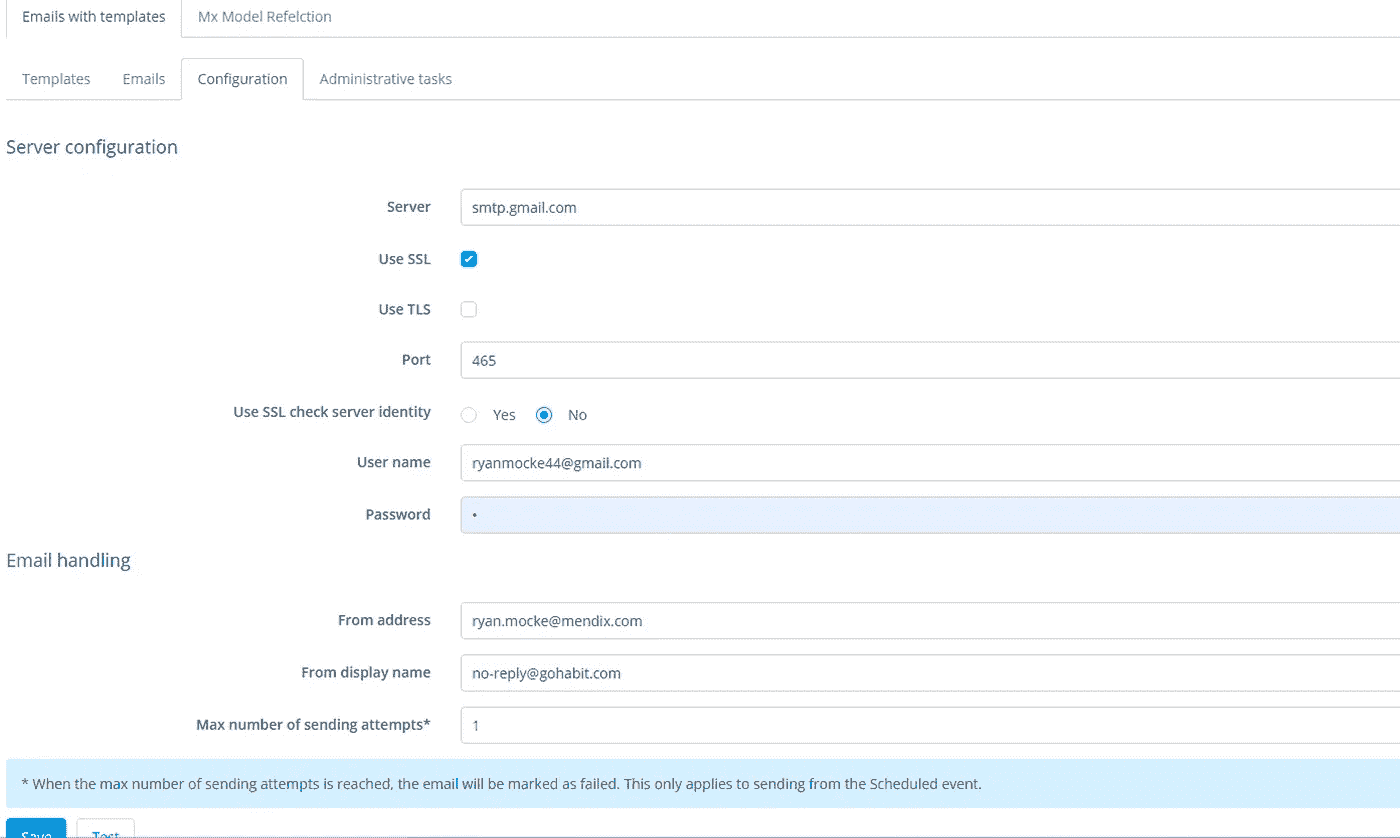 Emails with templates Mx Model Refelction
Templates Emails Configuration Administrative tasks
Server configuration
Server smtp.gmail.com
Use SSL
Use TLS
Port 465
Use SSL check server identity Yes No
User name ryanmocke44@gmail.com
Password •
Email handling
From address ryan.mocke@mendix.com
From display name no-reply@gohabit.com
Max number of sending attempts* 1
* When the max number of sending attempts is reached, the email will be marked as failed. This only applies to sending from the Scheduled event.
Save Test